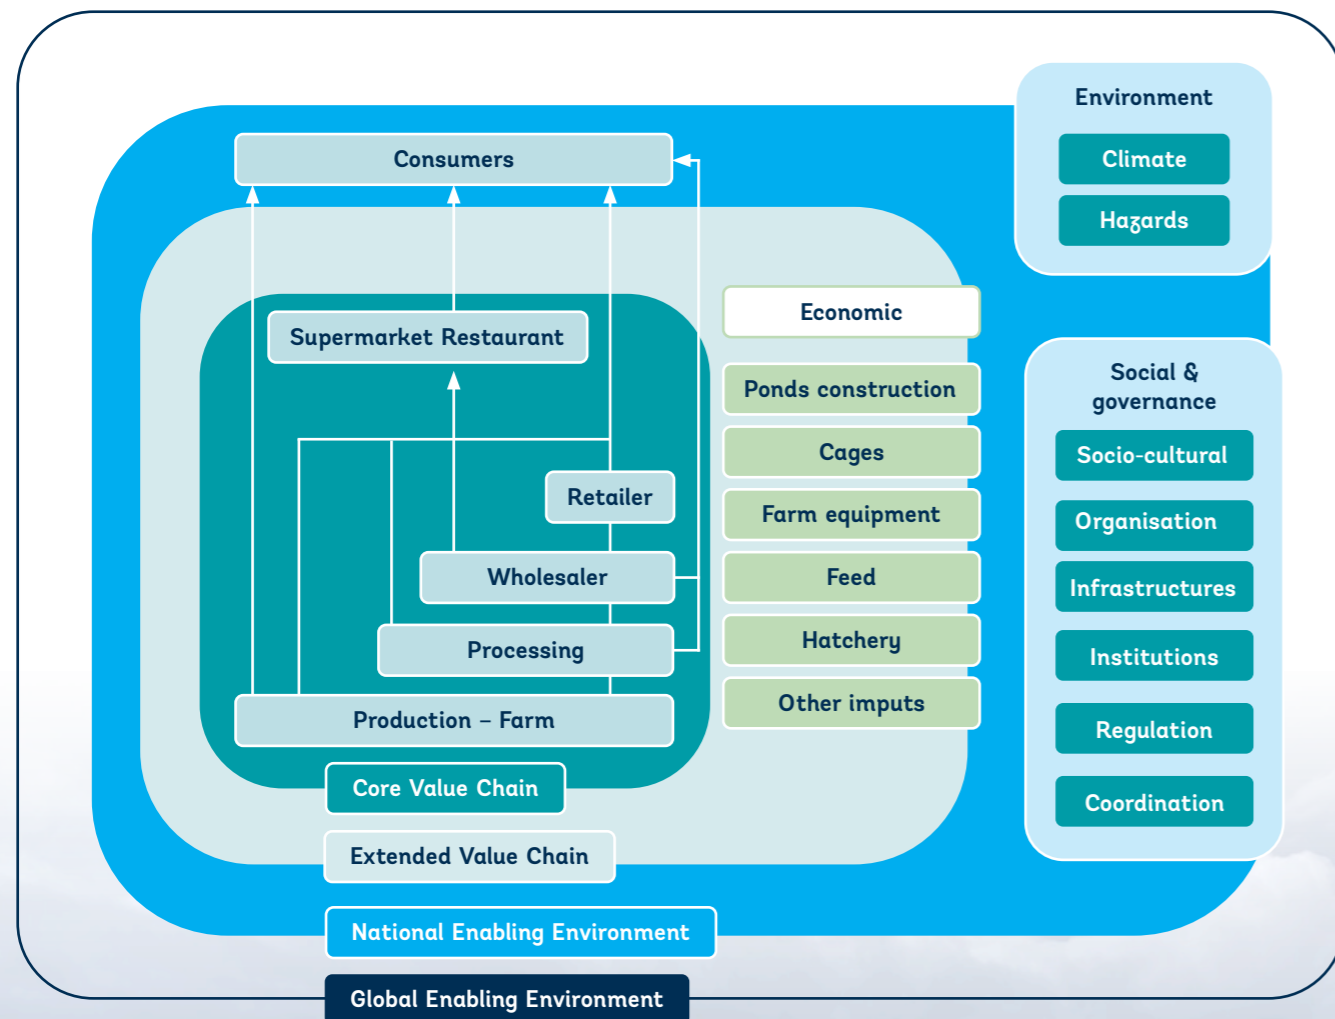 Environment
Climate
Hazards
Consumers
Supermarket Restaurant
Retailer
Wholesaler
Processing
Production – Farm
Economic
Ponds construction
Cages
Farm equipment
Feed
Hatchery
Other imputs
Social &
governance
Socio-cultural
Organisation
Infrastructures
Institutions
Regulation
Coordination
Core Value Chain
Extended Value Chain
National Enabling Environment
Global Enabling Environment